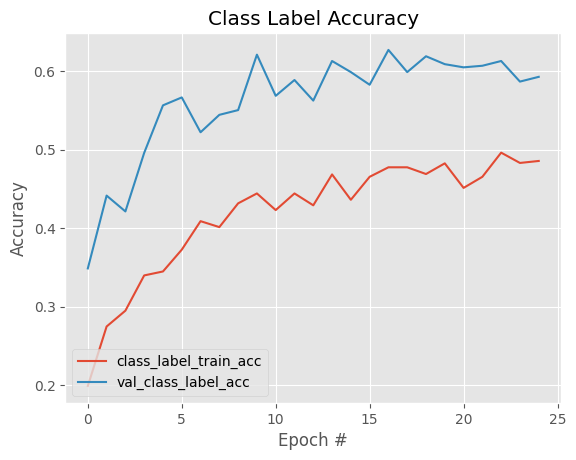 Class Label Accuracy
Accuracy
0.6
0.5
0.4
0.3
0.2
class_label_train_acc
val_class_label_acc
0 5 10 15 20 25
Epoch #